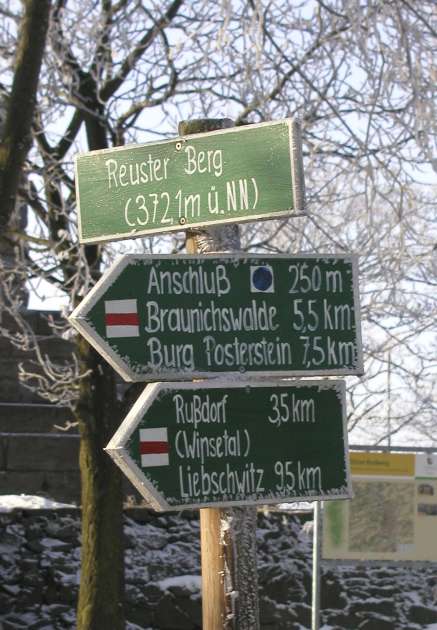 Reuster Berg
(372,1m ü.NN)
Anschluß 250 m
Braunichswalde 5,5 km
Burg Posterstein 7,5 km
Rußdorf 3,5 km
(Winsetal)
Liebschwitz 9,5 km